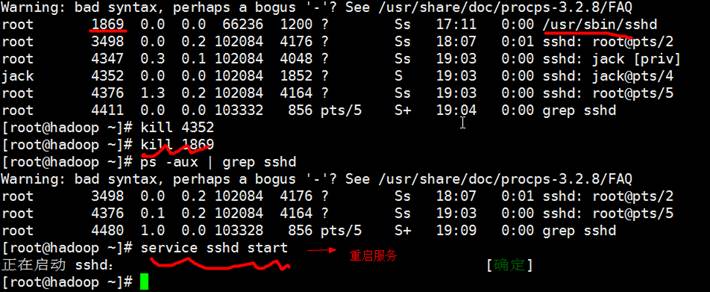 Warning: bad syntax, perhaps a bogus '-'? See /usr/share/doc/procps-3.2.8/FAQ
root 1869 0.0 0.0 66236 1200 ? Ss 17:11 0:00 /usr/sbin/sshd
root 3498 0.0 0.2 102084 4176 ? Ss 18:07 0:01 sshd: root@pts/2
root 4347 0.3 0.1 102084 4048 ? Ss 19:03 0:00 sshd: jack [priv]
jack 4352 0.0 0.0 102084 1852 ? S 19:03 0:00 sshd: jack@pts/4
root 4376 1.3 0.2 102084 4164 ? Ss 19:03 0:00 sshd: root@pts/5
root 4411 0.0 0.0 103332 856 pts/5 S+ 19:04 0:00 grep sshd
[root@hadoop ~]# kill 4352
[root@hadoop ~]# kill 1869
[root@hadoop ~]# ps -aux | grep sshd
Warning: bad syntax, perhaps a bogus '-'? See /usr/share/doc/procps-3.2.8/FAQ
root 3498 0.0 0.2 102084 4176 ? Ss 18:07 0:01 sshd: root@pts/2
root 4376 0.1 0.2 102084 4164 ? Ss 19:03 0:00 sshd: root@pts/5
root 4480 1.0 0.0 103328 856 pts/5 S+ 19:09 0:00 grep sshd
[root@hadoop ~]# service sshd start 重启服务
正在启动 sshd: [确定]
[root@hadoop ~]#